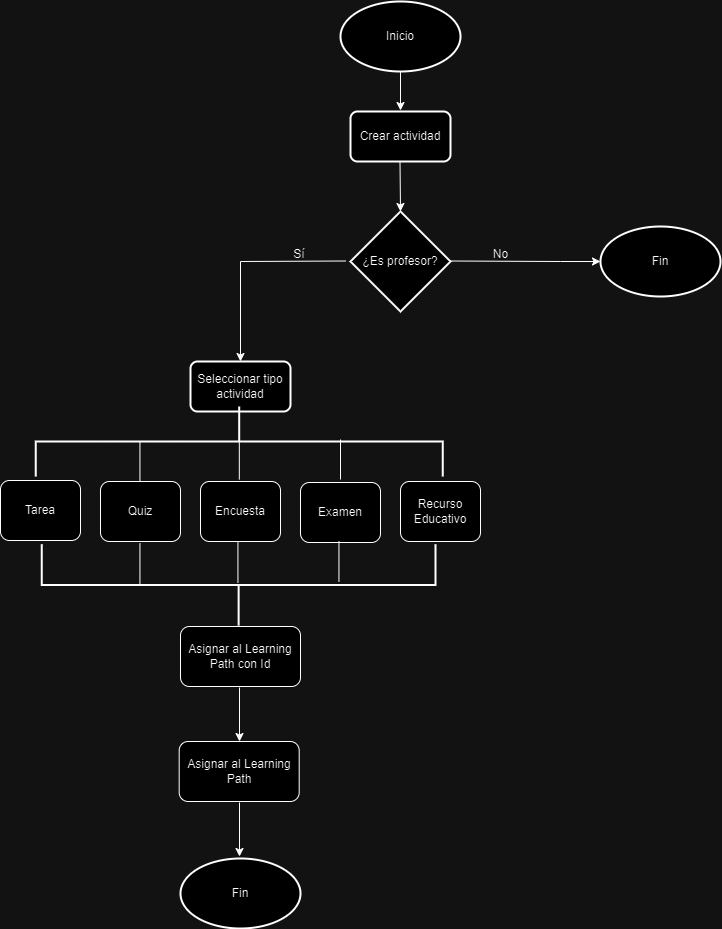 Inicio
Crear actividad
¿Es profesor?
Sí
No
Fin
Seleccionar tipo
actividad
Tarea
Quiz
Encuesta
Examen
Recurso
Educativo
Asignar al Learning
Path con Id
Asignar al Learning
Path
Fin